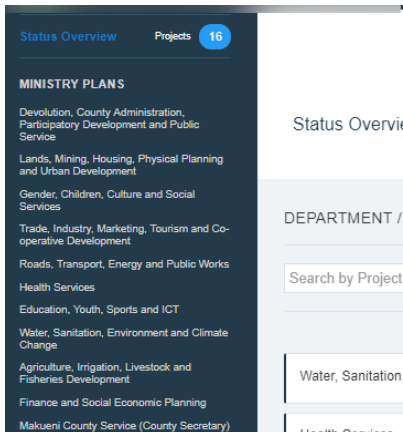 Status Overview Projects 16
MINISTRY PLANS
Devolution, County Administration,
Participatory Development and Public
Service
Lands, Mining, Housing, Physical Planning
and Urban Development
Gender, Children, Culture and Social
Services
Trade, Industry, Marketing, Tourism and Co-
operative Development
Roads, Transport, Energy and Public Works
Health Services
Education, Youth, Sports and ICT
Water, Sanitation, Environment and Climate
Change
Agriculture, Irrigation, Livestock and
Fisheries Development
Finance and Social Economic Planning
Makueni County Service (County Secretary)
Status Overvie
DEPARTMENT /
Search by Project
Water, Sanitation